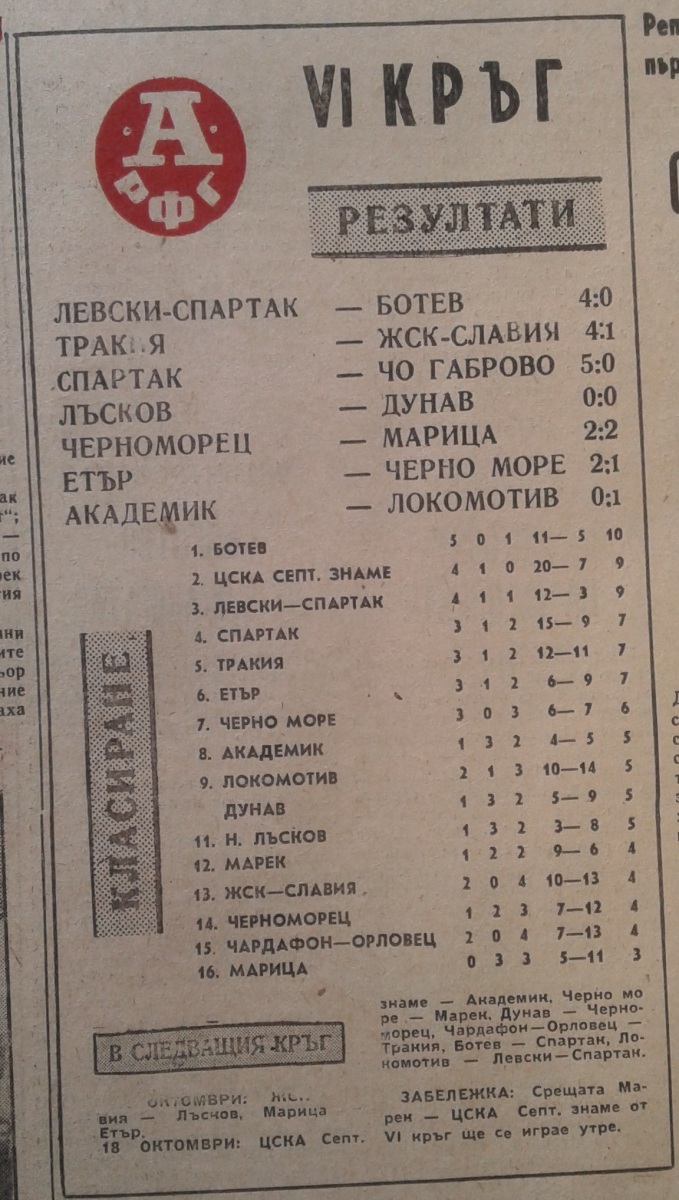 А
РФГ
VI КРЪГ
РЕЗУЛТАТИ
ЛЕВСКИ-СПАРТАК — БОТЕВ 4:0
ТРАКИЯ — ЖСК-СЛАВИЯ 4:1
СПАРТАК — ЧО ГАБРОВО 5:0
ЛЪСКОВ — ДУНАВ 0:0
ЧЕРНОМОРЕЦ — МАРИЦА 2:2
ЕТЪР — ЧЕРНО МОРЕ 2:1
АКАДЕМИК — ЛОКОМОТИВ 0:1
КЛАСИРАНЕ
1. БОТЕВ 5 0 1 11— 5 10
2. ЦСКА СЕПТ. ЗНАМЕ 4 1 0 20— 7 9
3. ЛЕВСКИ—СПАРТАК 4 1 1 12— 3 9
4. СПАРТАК 3 1 2 15— 9 7
5. ТРАКИЯ 3 1 2 12—11 7
6. ЕТЪР 3 1 2 6— 9 7
7. ЧЕРНО МОРЕ 3 0 3 6— 7 6
8. АКАДЕМИК 1 3 2 4— 5 5
9. ЛОКОМОТИВ 2 1 3 10—14 5
ДУНАВ 1 3 2 5— 9 5
11. Н. ЛЪСКОВ 1 3 2 3— 8 5
12. МАРЕК 1 2 2 9— 6 4
13. ЖСК—СЛАВИЯ 2 0 4 10—13 4
14. ЧЕРНОМОРЕЦ 1 2 3 7—12 4
15. ЧАРДАФОН—ОРЛОВЕЦ 2 0 4 7—13 4
16. МАРИЦА 0 3 3 5—11 3
В СЛЕДВАЩИЯ КРЪГ
ОКТОМВРИ:
вия — Лъсков, Марица
Етър.
18 ОКТОМВРИ: ЦСКА Септ.
знаме — Академик, Черно мо
ре — Марек, Дунав — Черно-
морец, Чардафон—Орловец —
Тракия, Ботев — Спартак, Ло-
комотив — Левски—Спартак.
ЗАБЕЛЕЖКА: Срещата Ма-
рек — ЦСКА Септ. знаме от
VI кръг ще се играе утре.